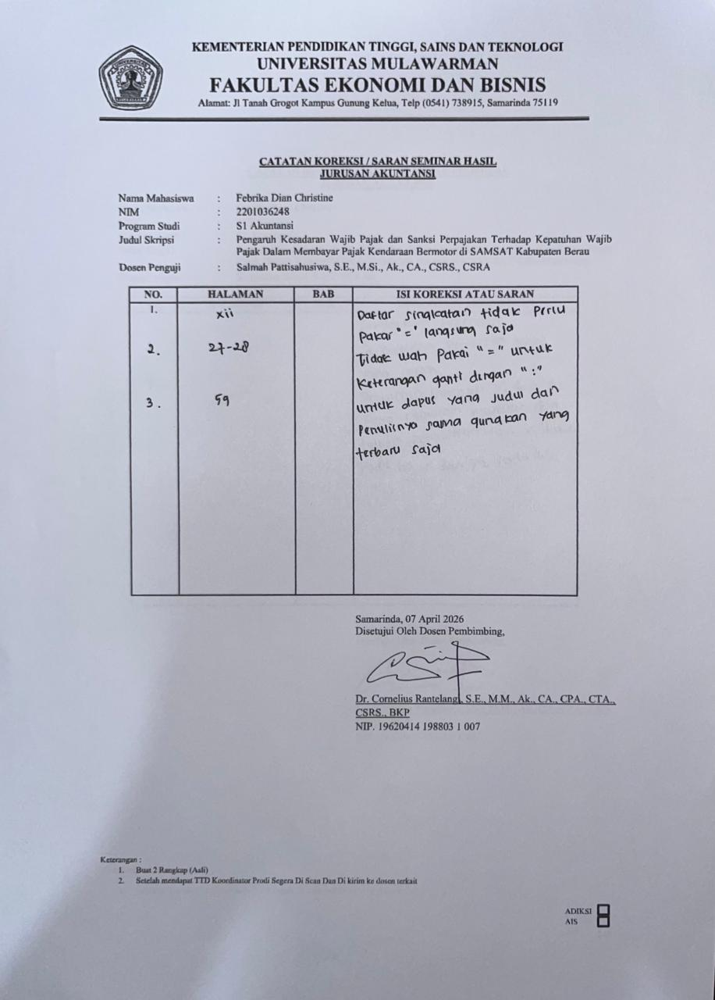 KEMENTERIAN PENDIDIKAN TINGGI, SAINS DAN TEKNOLOGI
UNIVERSITAS MULAWARMAN
FAKULTAS EKONOMI DAN BISNIS
Alamat: Jl Tanah Grogot Kampus Gunung Kelua, Telp (0541) 738915, Samarinda 75119
CATATAN KOREKSI / SARAN SEMINAR HASIL
JURUSAN AKUNTANSI
Nama Mahasiswa : Febrika Dian Christine
NIM : 2201036248
Program Studi : S1 Akuntansi
Judul Skripsi : Pengaruh Kesadaran Wajib Pajak dan Sanksi Perpajakan Terhadap Kepatuhan Wajib
Pajak Dalam Membayar Pajak Kendaraan Bermotor di SAMSAT Kabupaten Berau
Dosen Penguji : Salmah Pattisahusiwa, S.E., M.Si., Ak., CA., CSRS., CSRA
NO. HALAMAN BAB ISI KOREKSI ATAU SARAN
1. xii Daftar singkatan tidak perlu
pakai "=" langsung saja
2. 27-28 Tidak usah pakai "=" untuk
keterangan ganti dengan ":"
3. 59 untuk dapus yang judul dan
penulisnya sama gunakan yang
terbaru saja
Samarinda, 07 April 2026
Disetujui Oleh Dosen Pembimbing,
Dr. Cornelius Rantelangi, S.E., M.M., Ak., CA., CPA., CTA.,
CSRS., BKP
NIP. 19620414 198803 1 007
Keterangan :
1. Buat 2 Rangkap (Asli)
2. Setelah mendapat TTD Koordinator Prodi Segera Di Scan Dan Di kirim ke dosen terkait
ADIKSI
AIS